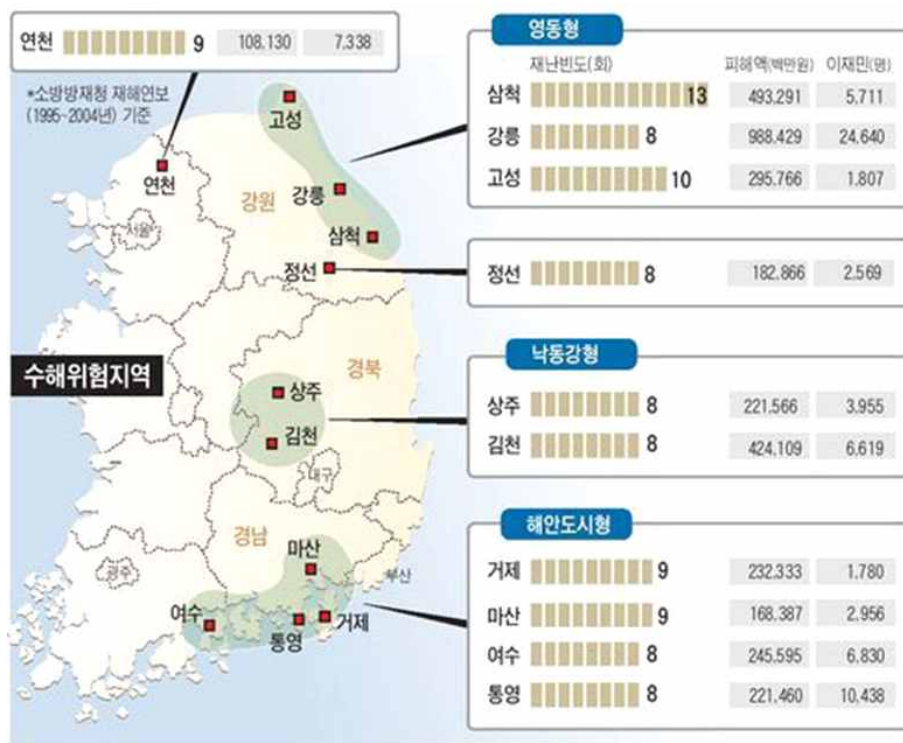 연천 9 108.130 7.338
*소방방재청 재해연보
(1995~2004년) 기준
고성
연천
강릉
강원
서울
삼척
정선
수해위험지역
경북
상주
김천
대구
경남
마산
부산
광주
여수
통영
거제
영동형
재난빈도(회) 피해액(백만원) 이재민(명)
삼척 13 493.291 5,711
강릉 8 988.429 24.640
고성 10 295.766 1,807
정선 8 182.866 2.569
낙동강형
상주 8 221.566 3.955
김천 8 424.109 6.619
해안도시형
거제 9 232.333 1,780
마산 9 168.387 2,956
여수 8 245.595 6,830
통영 8 221,460 10,438